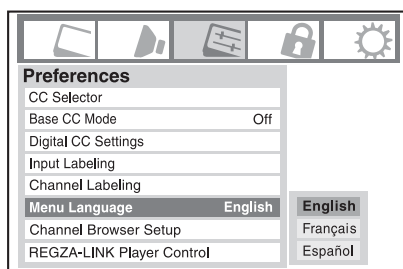 Preferences
CC Selector
Base CC Mode Off
Digital CC Settings
Input Labeling
Channel Labeling
Menu Language English
Channel Browser Setup
REGZA-LINK Player Control
English
Français
Español